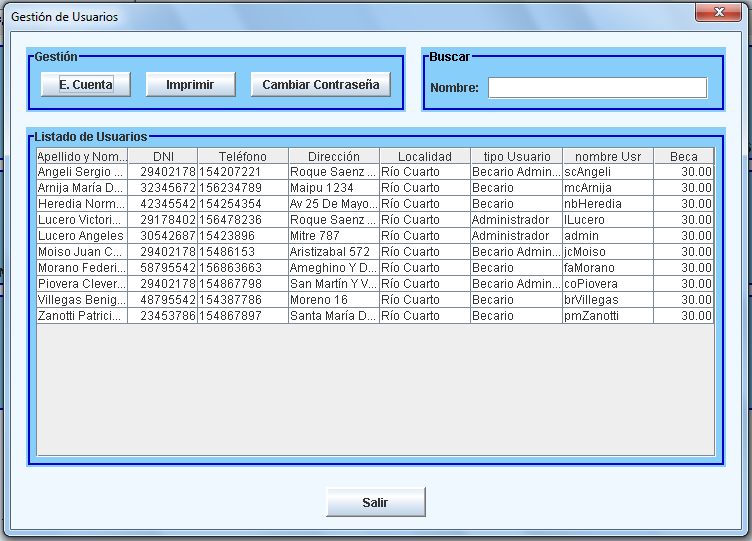 Gestión de Usuarios
Gestión
Buscar
E. Cuenta Imprimir Cambiar Contraseña
Nombre:
Listado de Usuarios
Apellido y Nom... DNI Teléfono Dirección Localidad tipo Usuario nombre Usr Beca
Angeli Sergio ... 29402178 154207221 Roque Saenz ... Río Cuarto Becario Admin... scAngeli 30.00
Arnija María D... 32345672 156234789 Maipu 1234 Río Cuarto Becario mcArnija 30.00
Heredia Norm... 42345542 154254354 Av 25 De Mayo... Río Cuarto Becario nbHeredia 30.00
Lucero Victori... 29178402 156478236 Roque Saenz ... Río Cuarto Administrador lLucero 30.00
Lucero Angeles 30542687 15423896 Mitre 787 Río Cuarto Administrador admin 30.00
Moiso Juan C... 29402178 15486153 Aristizabal 572 Río Cuarto Becario Admin... jcMoiso 30.00
Morano Federi... 58795542 156863663 Ameghino Y D... Río Cuarto Becario faMorano 30.00
Piovera Clever... 29402178 154867798 San Martín Y V... Río Cuarto Becario Admin... coPiovera 30.00
Villegas Benig... 48795542 154387786 Moreno 16 Río Cuarto Becario brVillegas 30.00
Zanotti Patrici... 23453786 154867897 Santa María D... Río Cuarto Becario pmZanotti 30.00
Salir